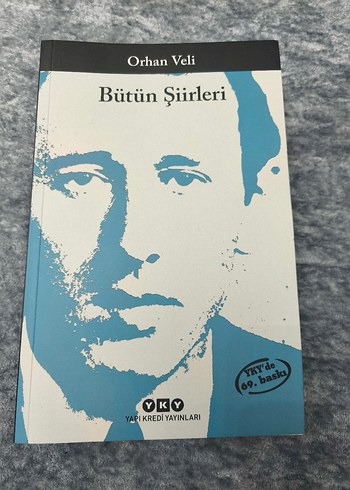 Orhan Veli
Bütün Şiirleri
YKY'de
69. baskı
YKY
YAPI KREDİ YAYINLARI